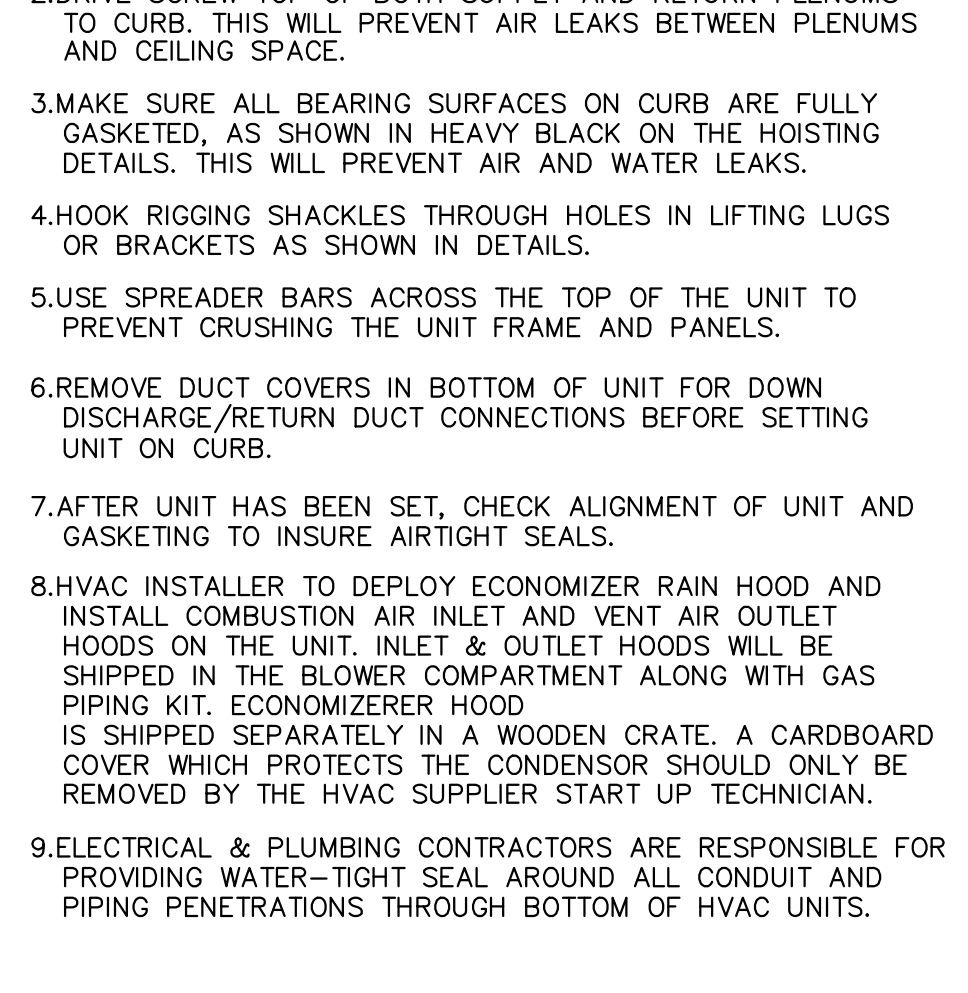 2.DRIVE SCREW TOP OF BOTH SUPPLY AND RETURN PLENUMS
TO CURB. THIS WILL PREVENT AIR LEAKS BETWEEN PLENUMS
AND CEILING SPACE.
3.MAKE SURE ALL BEARING SURFACES ON CURB ARE FULLY
GASKETED, AS SHOWN IN HEAVY BLACK ON THE HOISTING
DETAILS. THIS WILL PREVENT AIR AND WATER LEAKS.
4.HOOK RIGGING SHACKLES THROUGH HOLES IN LIFTING LUGS
OR BRACKETS AS SHOWN IN DETAILS.
5.USE SPREADER BARS ACROSS THE TOP OF THE UNIT TO
PREVENT CRUSHING THE UNIT FRAME AND PANELS.
6.REMOVE DUCT COVERS IN BOTTOM OF UNIT FOR DOWN
DISCHARGE/RETURN DUCT CONNECTIONS BEFORE SETTING
UNIT ON CURB.
7.AFTER UNIT HAS BEEN SET, CHECK ALIGNMENT OF UNIT AND
GASKETING TO INSURE AIRTIGHT SEALS.
8.HVAC INSTALLER TO DEPLOY ECONOMIZER RAIN HOOD AND
INSTALL COMBUSTION AIR INLET AND VENT AIR OUTLET
HOODS ON THE UNIT. INLET & OUTLET HOODS WILL BE
SHIPPED IN THE BLOWER COMPARTMENT ALONG WITH GAS
PIPING KIT. ECONOMIZERER HOOD
IS SHIPPED SEPARATELY IN A WOODEN CRATE. A CARDBOARD
COVER WHICH PROTECTS THE CONDENSOR SHOULD ONLY BE
REMOVED BY THE HVAC SUPPLIER START UP TECHNICIAN.
9.ELECTRICAL & PLUMBING CONTRACTORS ARE RESPONSIBLE FOR
PROVIDING WATER-TIGHT SEAL AROUND ALL CONDUIT AND
PIPING PENETRATIONS THROUGH BOTTOM OF HVAC UNITS.